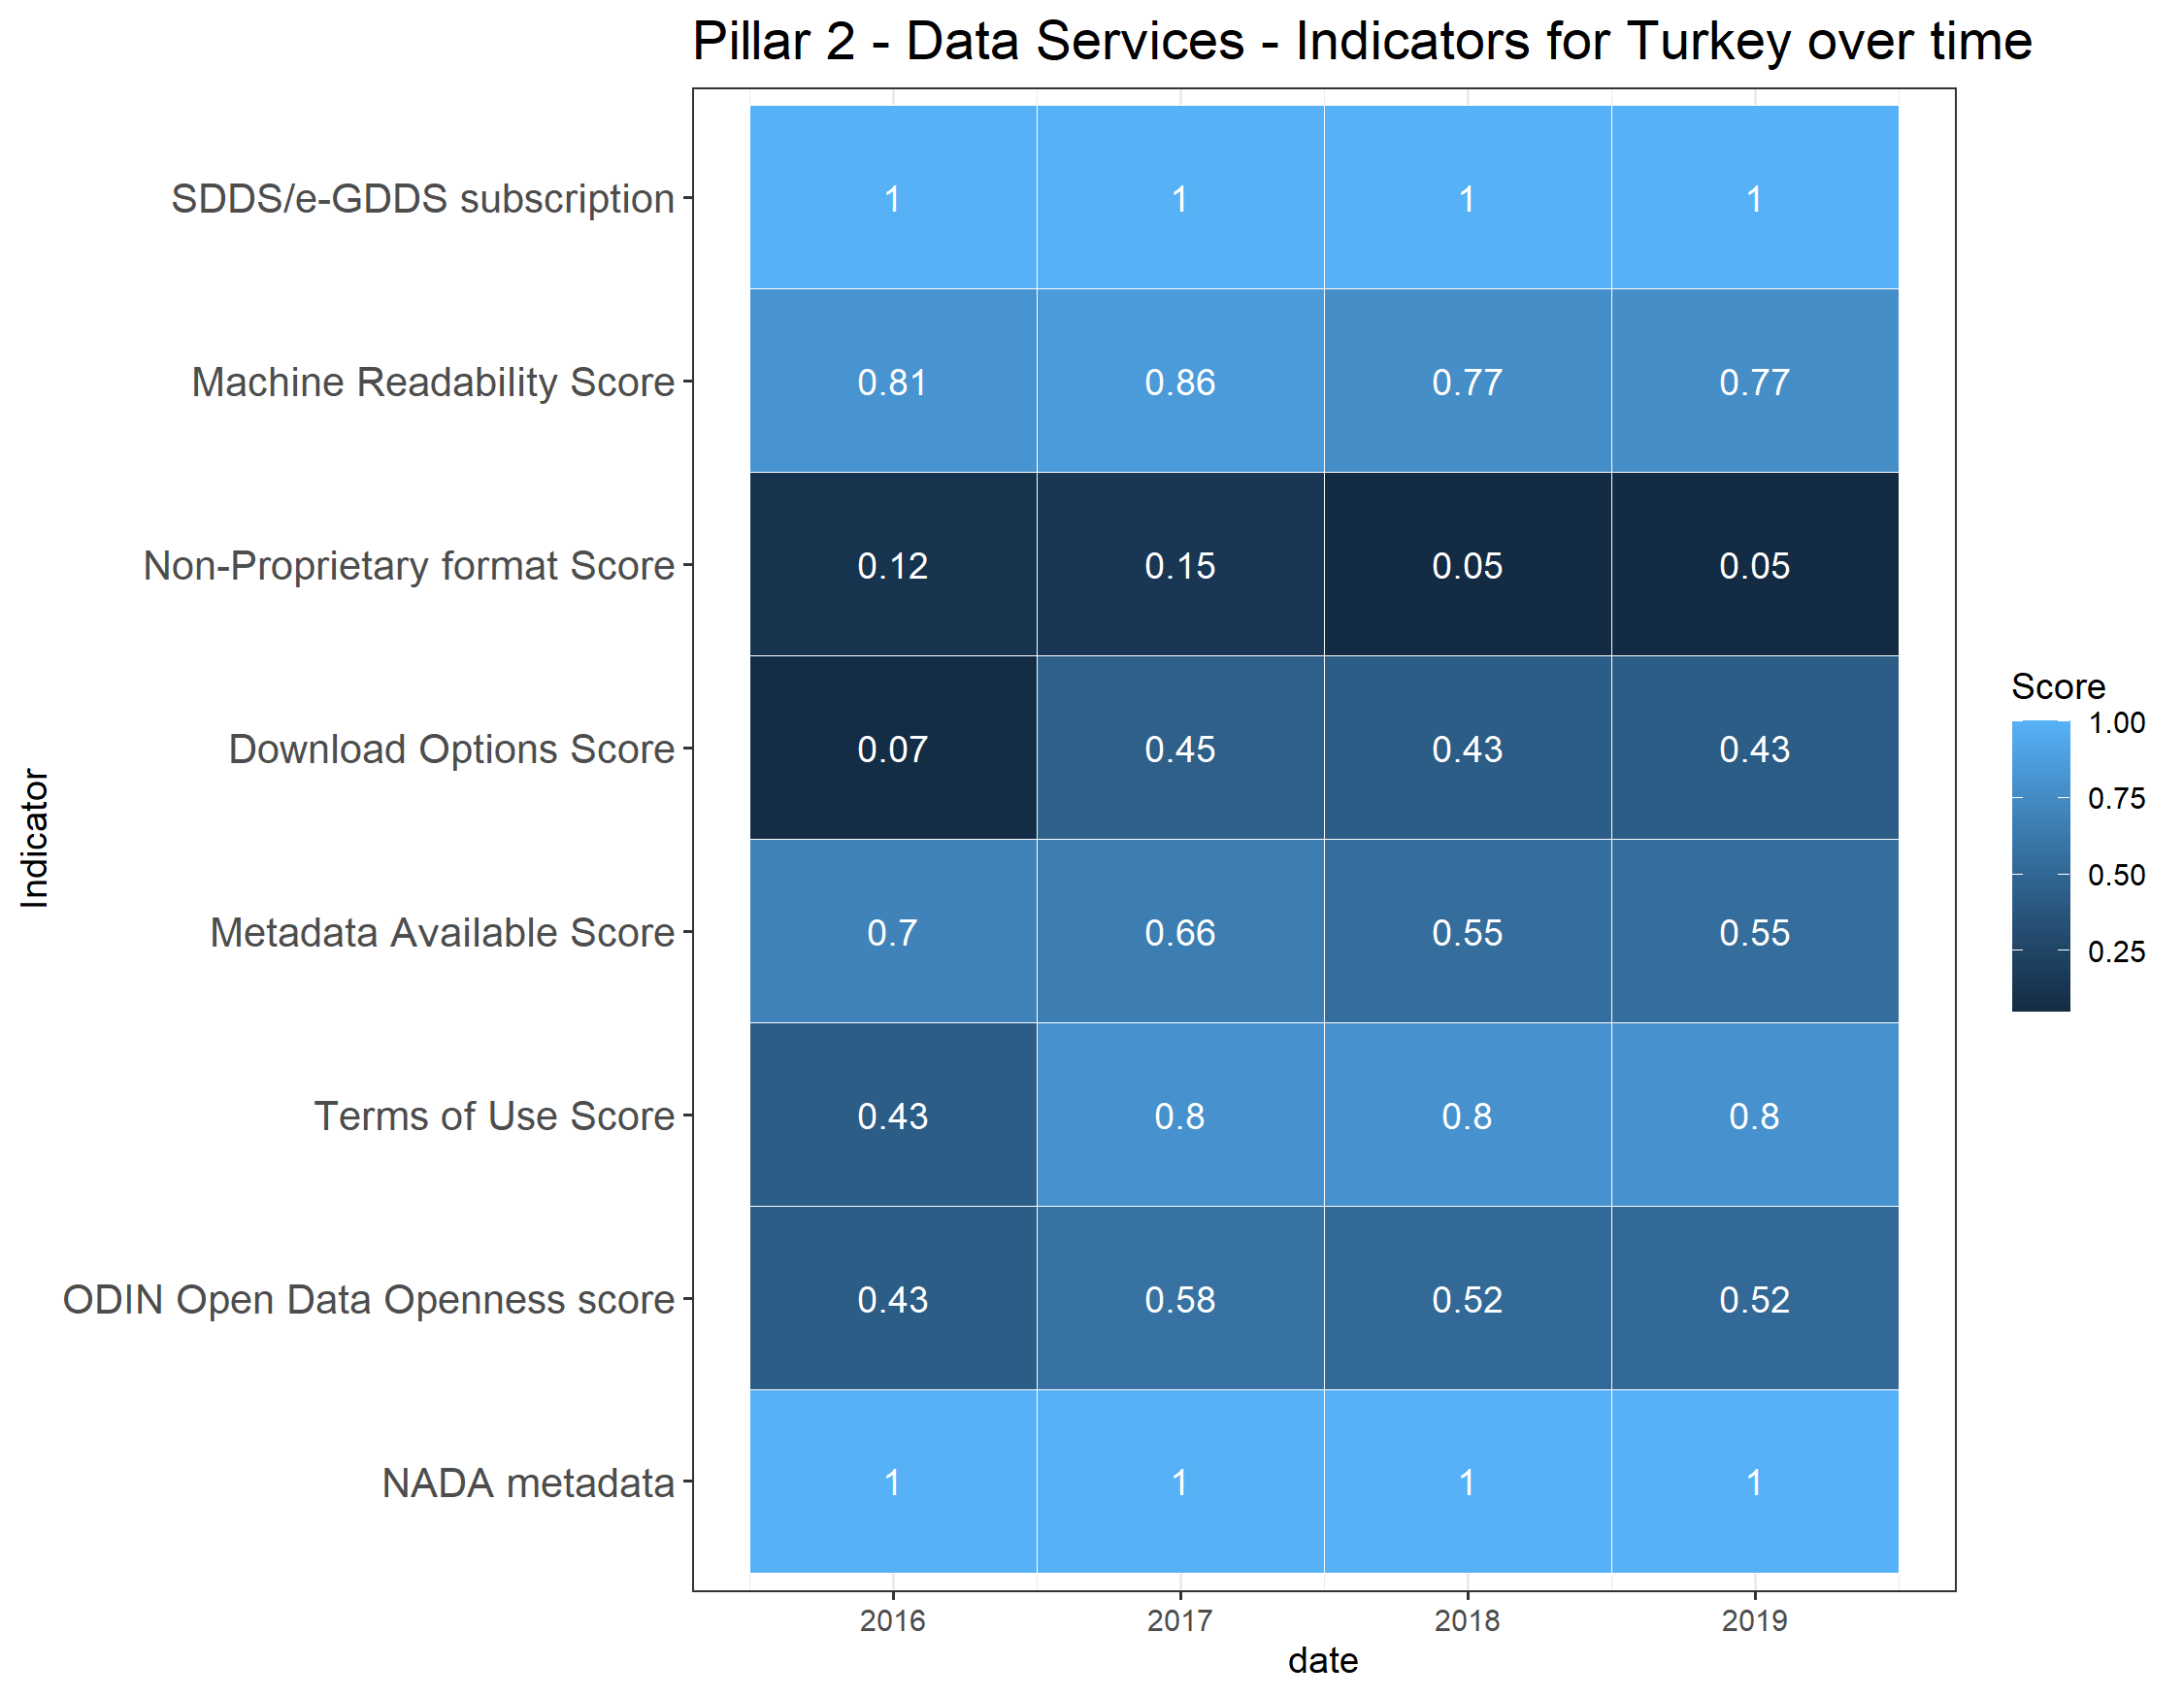 Pillar 2 - Data Services - Indicators for Turkey over time
Indicator
SDDS/e-GDDS subscription 1 1 1 1
Machine Readability Score 0.81 0.86 0.77 0.77
Non-Proprietary format Score 0.12 0.15 0.05 0.05
Download Options Score 0.07 0.45 0.43 0.43
Metadata Available Score 0.7 0.66 0.55 0.55
Terms of Use Score 0.43 0.8 0.8 0.8
ODIN Open Data Openness score 0.43 0.58 0.52 0.52
NADA metadata 1 1 1 1
2016 2017 2018 2019
date
Score
1.00
0.75
0.50
0.25